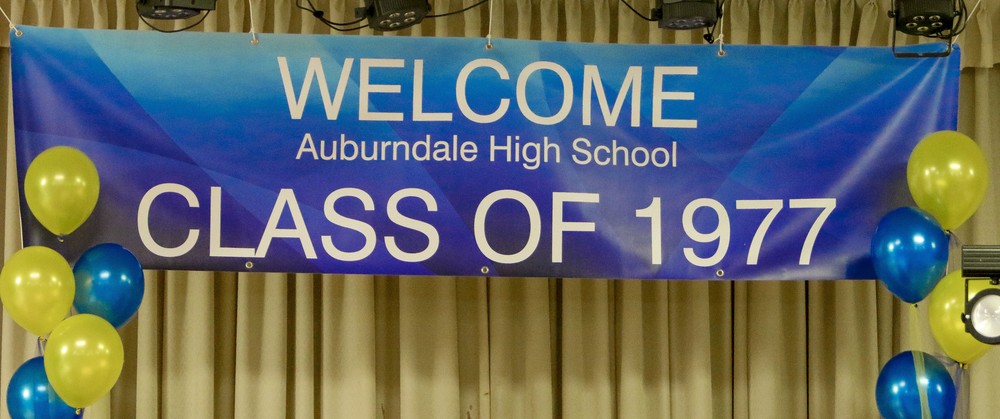 WELCOME
Auburndale High School
CLASS OF 1977